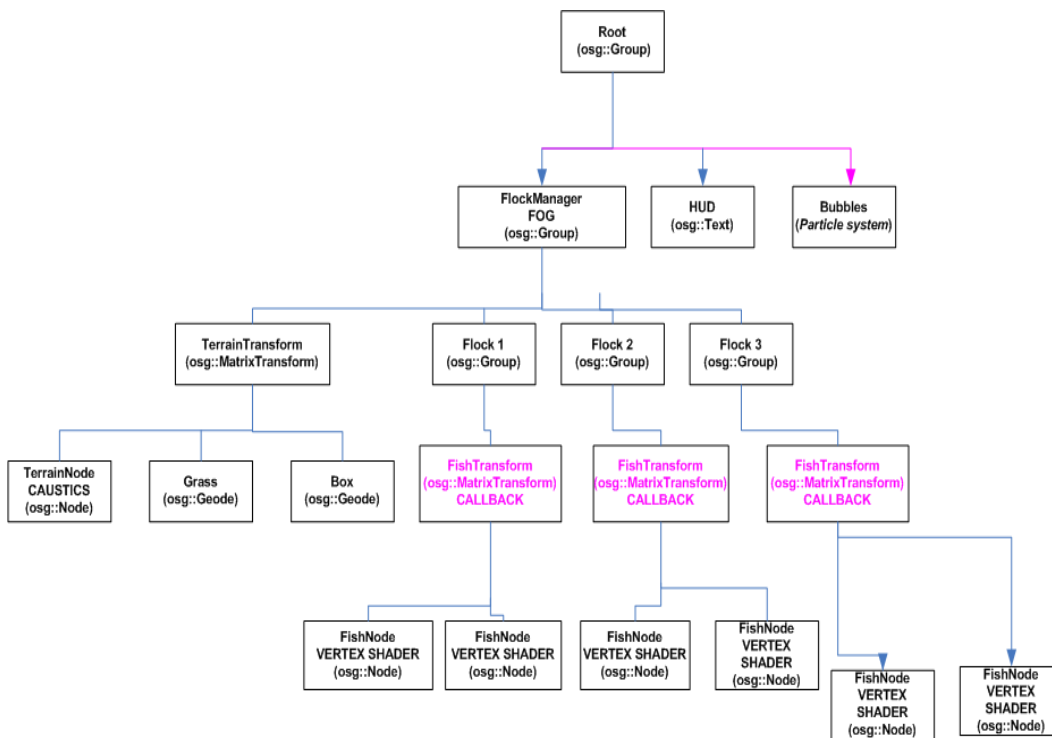 Root
(osg::Group)
FlockManager
FOG
(osg::Group)
HUD
(osg::Text)
Bubbles
(Particle system)
TerrainTransform
(osg::MatrixTransform)
Flock 1
(osg::Group)
Flock 2
(osg::Group)
Flock 3
(osg::Group)
TerrainNode
CAUSTICS
(osg::Node)
Grass
(osg::Geode)
Box
(osg::Geode)
FishTransform
(osg::MatrixTransform)
CALLBACK
FishTransform
(osg::MatrixTransform)
CALLBACK
FishTransform
(osg::MatrixTransform)
CALLBACK
FishNode
VERTEX SHADER
(osg::Node)
FishNode
VERTEX SHADER
(osg::Node)
FishNode
VERTEX SHADER
(osg::Node)
FishNode
VERTEX
SHADER
(osg::Node)
FishNode
VERTEX
SHADER
(osg::Node)
FishNode
VERTEX
SHADER
(osg::Node)